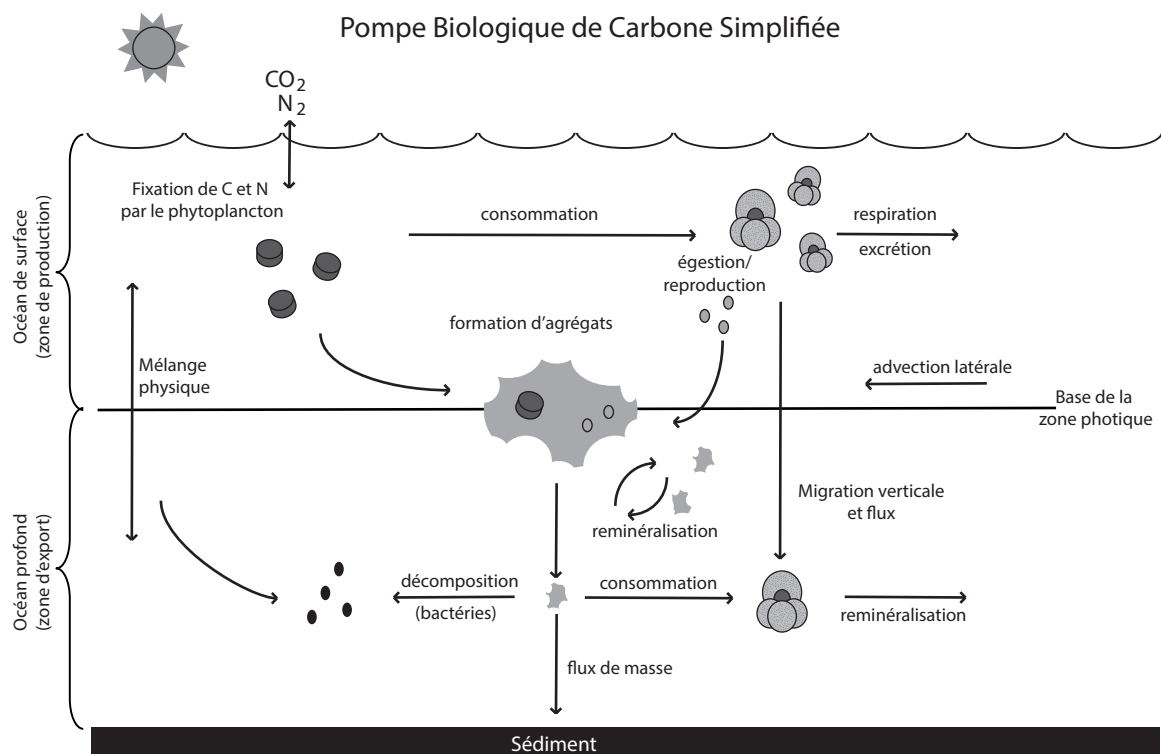 Pompe Biologique de Carbone Simplifiée
CO2
N2
Océan de surface
(zone de production)
Fixation de C et N
par le phytoplancton
consommation
respiration
excrétion
égestion/
reproduction
formation d'agrégats
Mélange
physique
advection latérale
Base de la
zone photique
Océan profond
(zone d'export)
Migration verticale
et flux
reminéralisation
décomposition
(bactéries)
consommation
reminéralisation
flux de masse
Sédiment